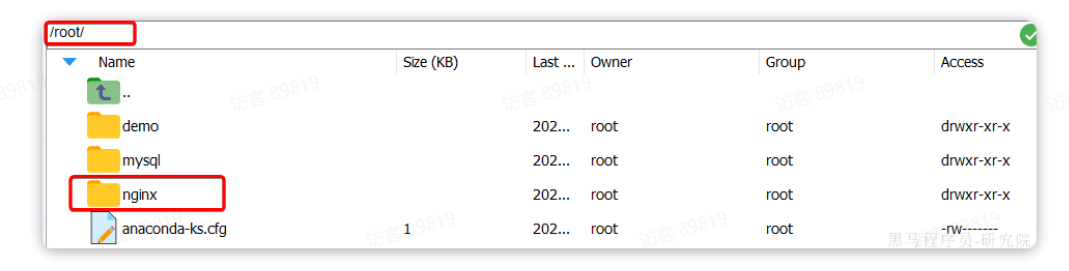 /root/
Name Size (KB) Last ... Owner Group Access
..
demo 202... root root drwxr-xr-x
mysql 202... root root drwxr-xr-x
nginx 202... root root drwxr-xr-x
anaconda-ks.cfg 1 202... root root -rw-------
访客 89819
访客 89819
访客 89819
访客 89819
访客 89819
黑马程序员-研究院